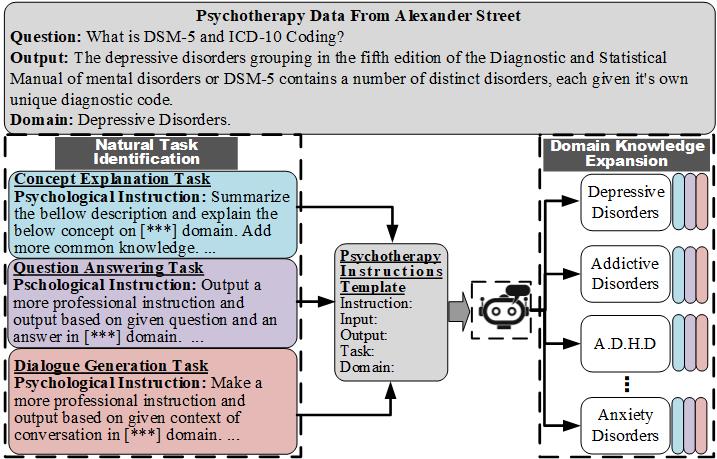 Psychotherapy Data From Alexander Street
Question: What is DSM-5 and ICD-10 Coding?
Output: The depressive disorders grouping in the fifth edition of the Diagnostic and Statistical
Manual of mental disorders or DSM-5 contains a number of distinct disorders, each given it's own
unique diagnostic code.
Domain: Depressive Disorders.
Natural Task
Identification
Concept Explanation Task
Psychological Instruction: Summarize
the bellow description and explain the
below concept on [***] domain. Add
more common knowledge. ...
Question Answering Task
Pschological Instruction: Output a
more professional instruction and
output based on given question and an
answer in [***] domain. ...
Dialogue Generation Task
Psychological Instruction: Make a
more professional instruction and
output based on given context of
conversation in [***] domain. ...
Psychotherapy
Instructions
Template
Instruction:
Input:
Output:
Task:
Domain:
Domain Knowledge
Expansion
Depressive
Disorders
Addictive
Disorders
A.D.H.D
Anxiety
Disorders